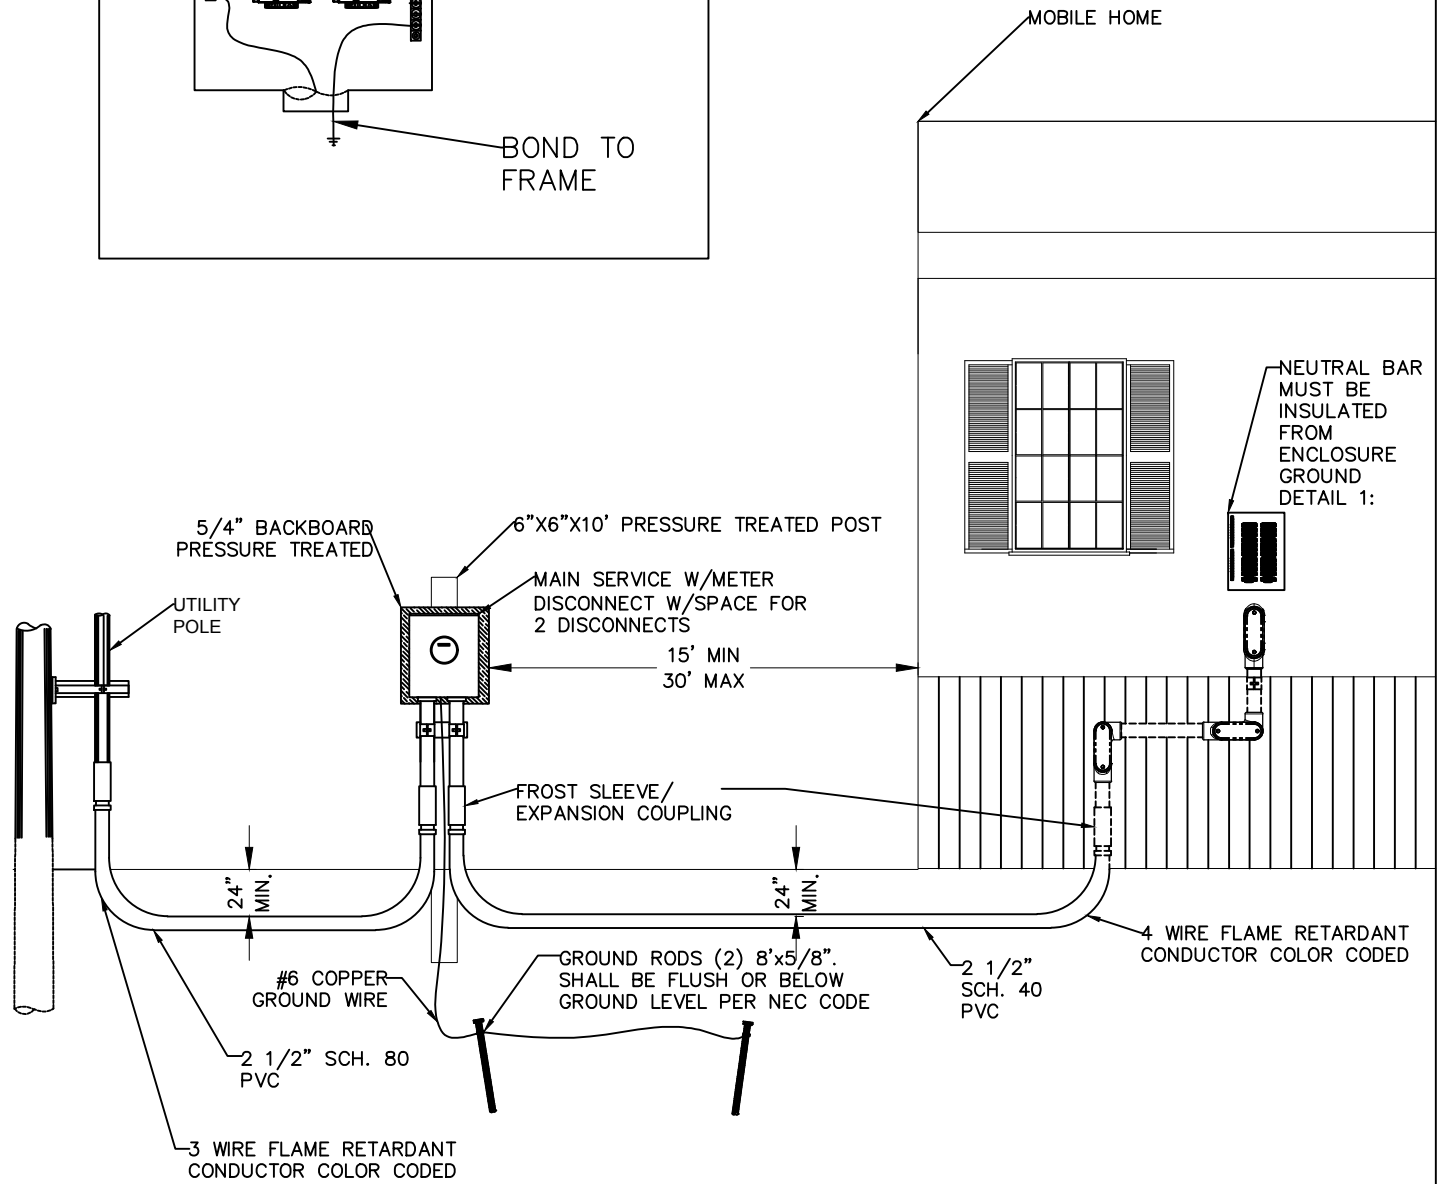 MOBILE HOME
BOND TO
FRAME
NEUTRAL BAR
MUST BE
INSULATED
FROM
ENCLOSURE
GROUND
DETAIL 1:
5/4" BACKBOARD
PRESSURE TREATED
6"X6"X10' PRESSURE TREATED POST
MAIN SERVICE W/METER
DISCONNECT W/SPACE FOR
2 DISCONNECTS
UTILITY
POLE
15' MIN
30' MAX
FROST SLEEVE/
EXPANSION COUPLING
24"
MIN.
24"
MIN.
4 WIRE FLAME RETARDANT
CONDUCTOR COLOR CODED
#6 COPPER
GROUND WIRE
GROUND RODS (2) 8'x5/8".
SHALL BE FLUSH OR BELOW
GROUND LEVEL PER NEC CODE
2 1/2"
SCH. 40
PVC
2 1/2" SCH. 80
PVC
3 WIRE FLAME RETARDANT
CONDUCTOR COLOR CODED